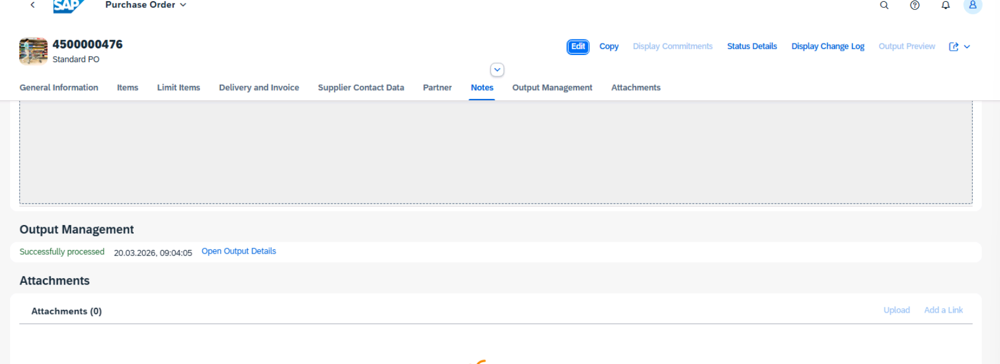 SAP Purchase Order
4500000476
Standard PO
Edit Copy Display Commitments Status Details Display Change Log Output Preview
General Information Items Limit Items Delivery and Invoice Supplier Contact Data Partner Notes Output Management Attachments
Output Management
Successfully processed 20.03.2026, 09:04:05 Open Output Details
Attachments
Attachments (0) Upload Add a Link